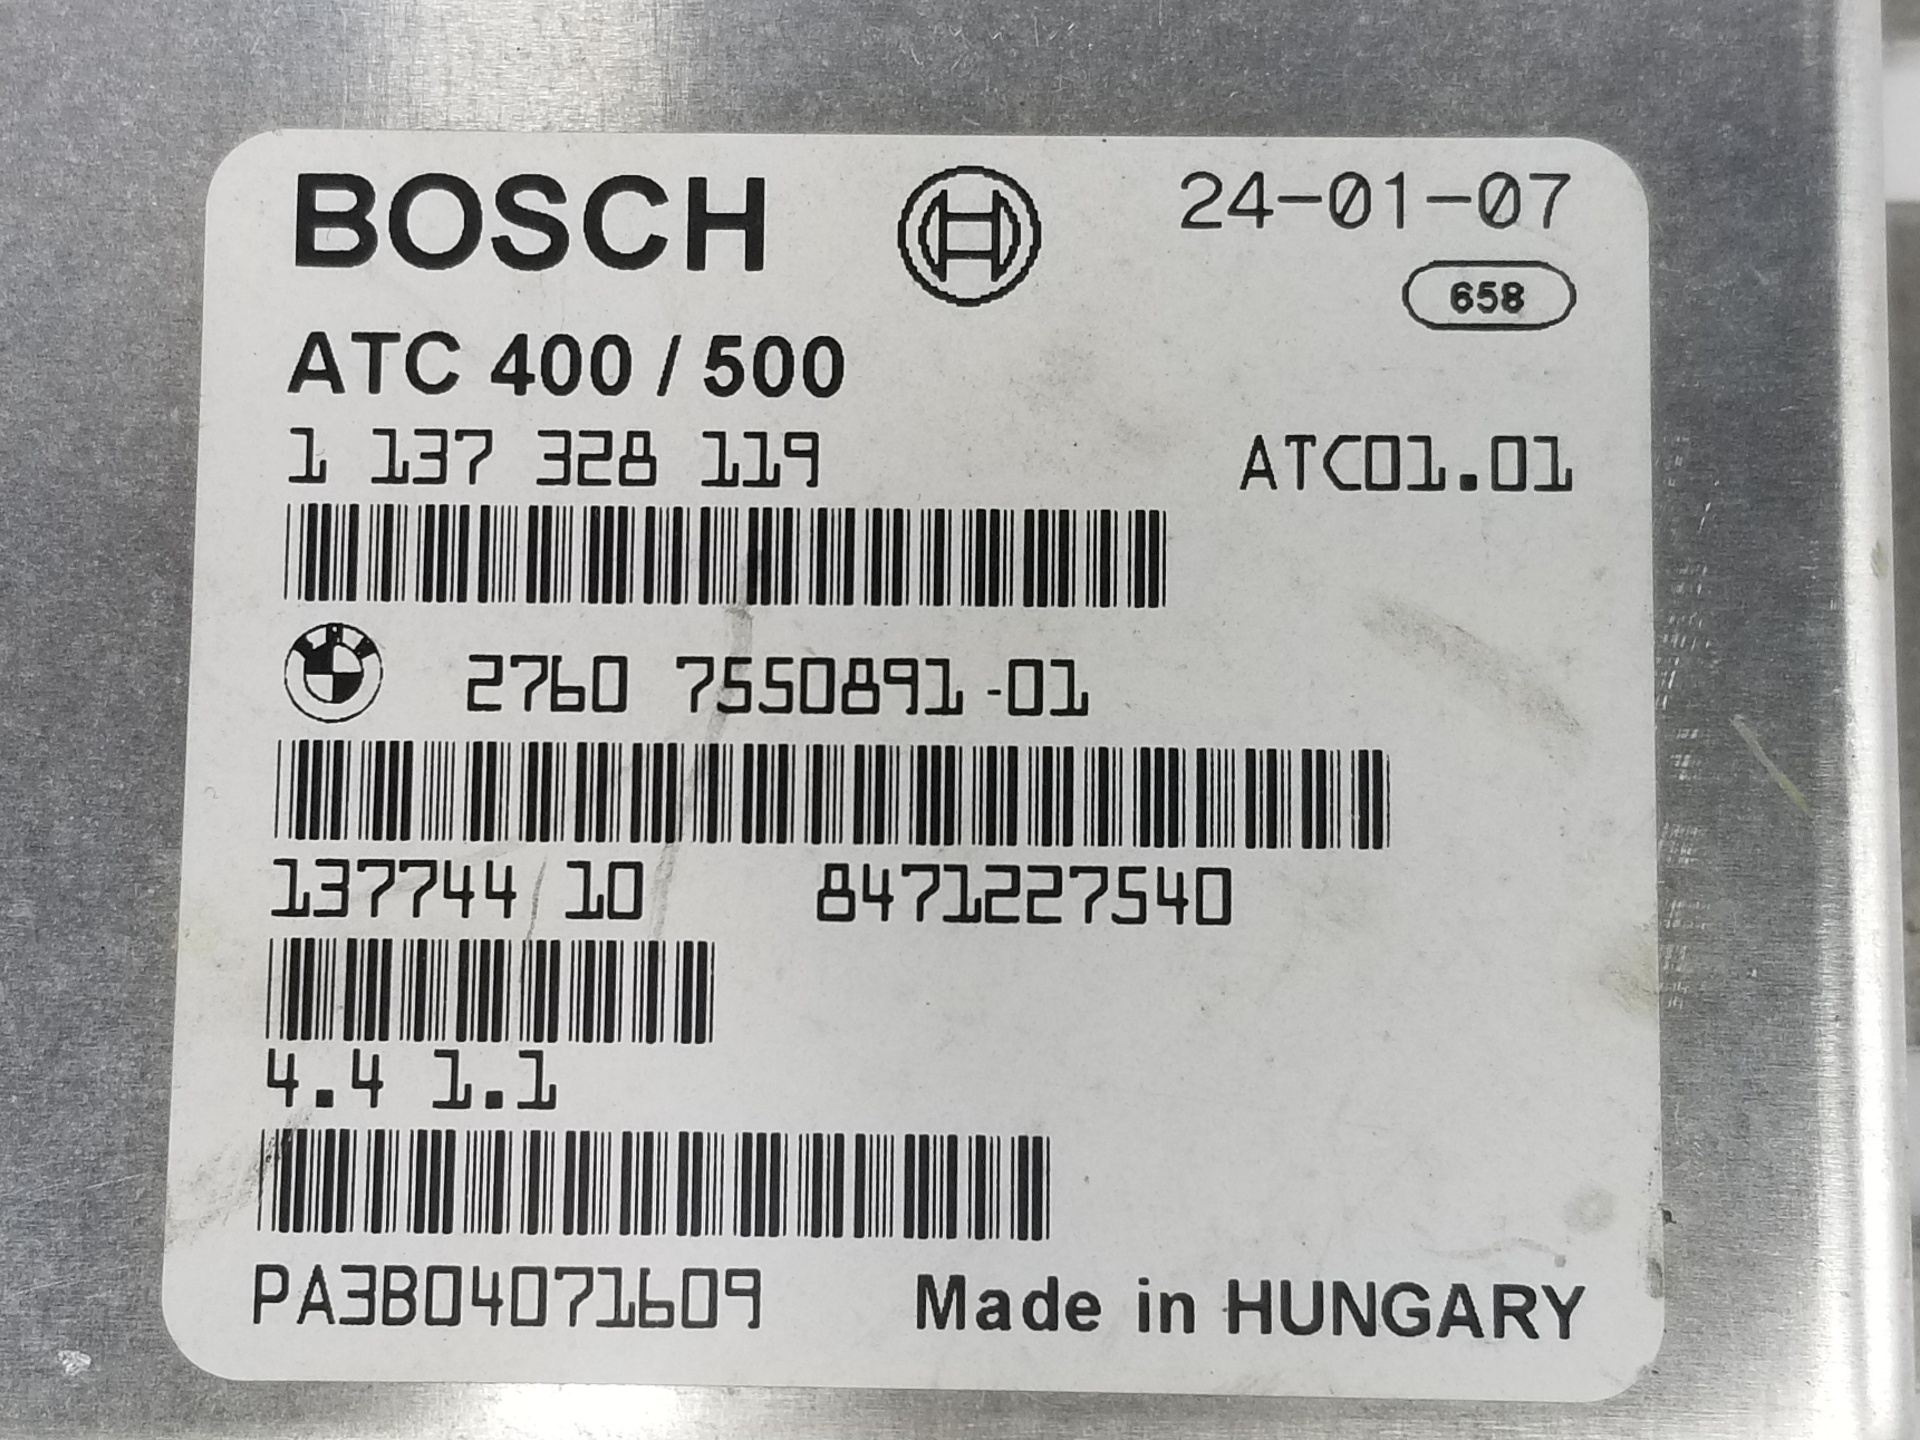 BOSCH 24-01-07
658
ATC 400 / 500
1 137 328 119 ATC01.01
2760 7550891-01
137744 10 8471227540
4.4 1.1
PA3B04071609 Made in HUNGARY